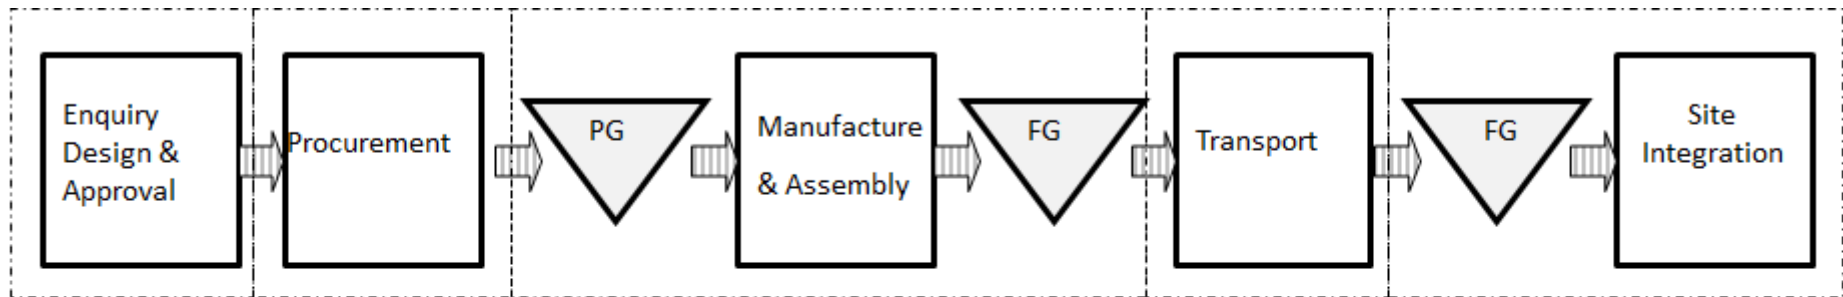 Enquiry
Design &
Approval
Procurement
PG
Manufacture
& Assembly
FG
Transport
FG
Site
Integration